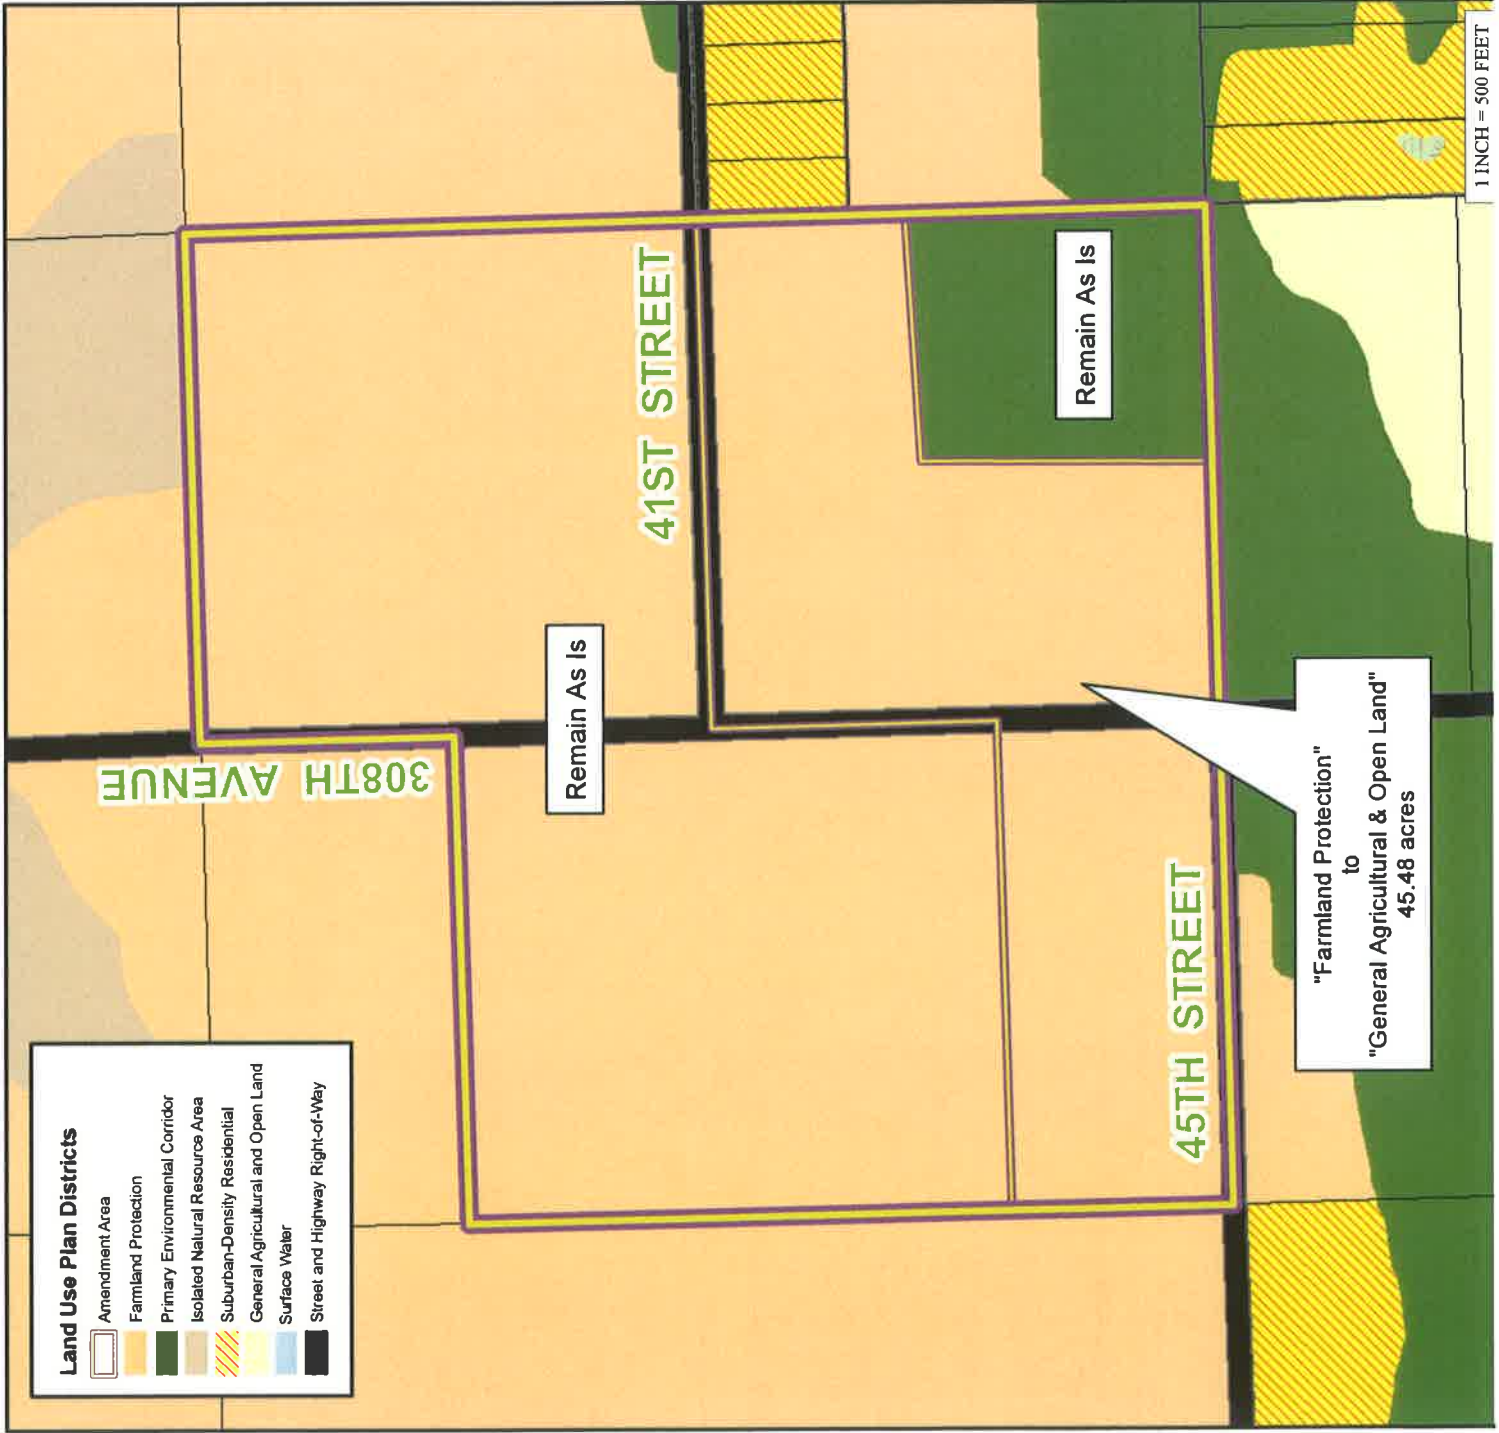 Land Use Plan Districts
Amendment Area
Farmland Protection
Primary Environmental Corridor
Isolated Natural Resource Area
Suburban-Density Residential
General Agricultural and Open Land
Surface Water
Street and Highway Right-of-Way
308TH AVENUE
41ST STREET
45TH STREET
Remain As Is
Remain As Is
"Farmland Protection"
to
"General Agricultural & Open Land"
45.48 acres
1 INCH = 500 FEET